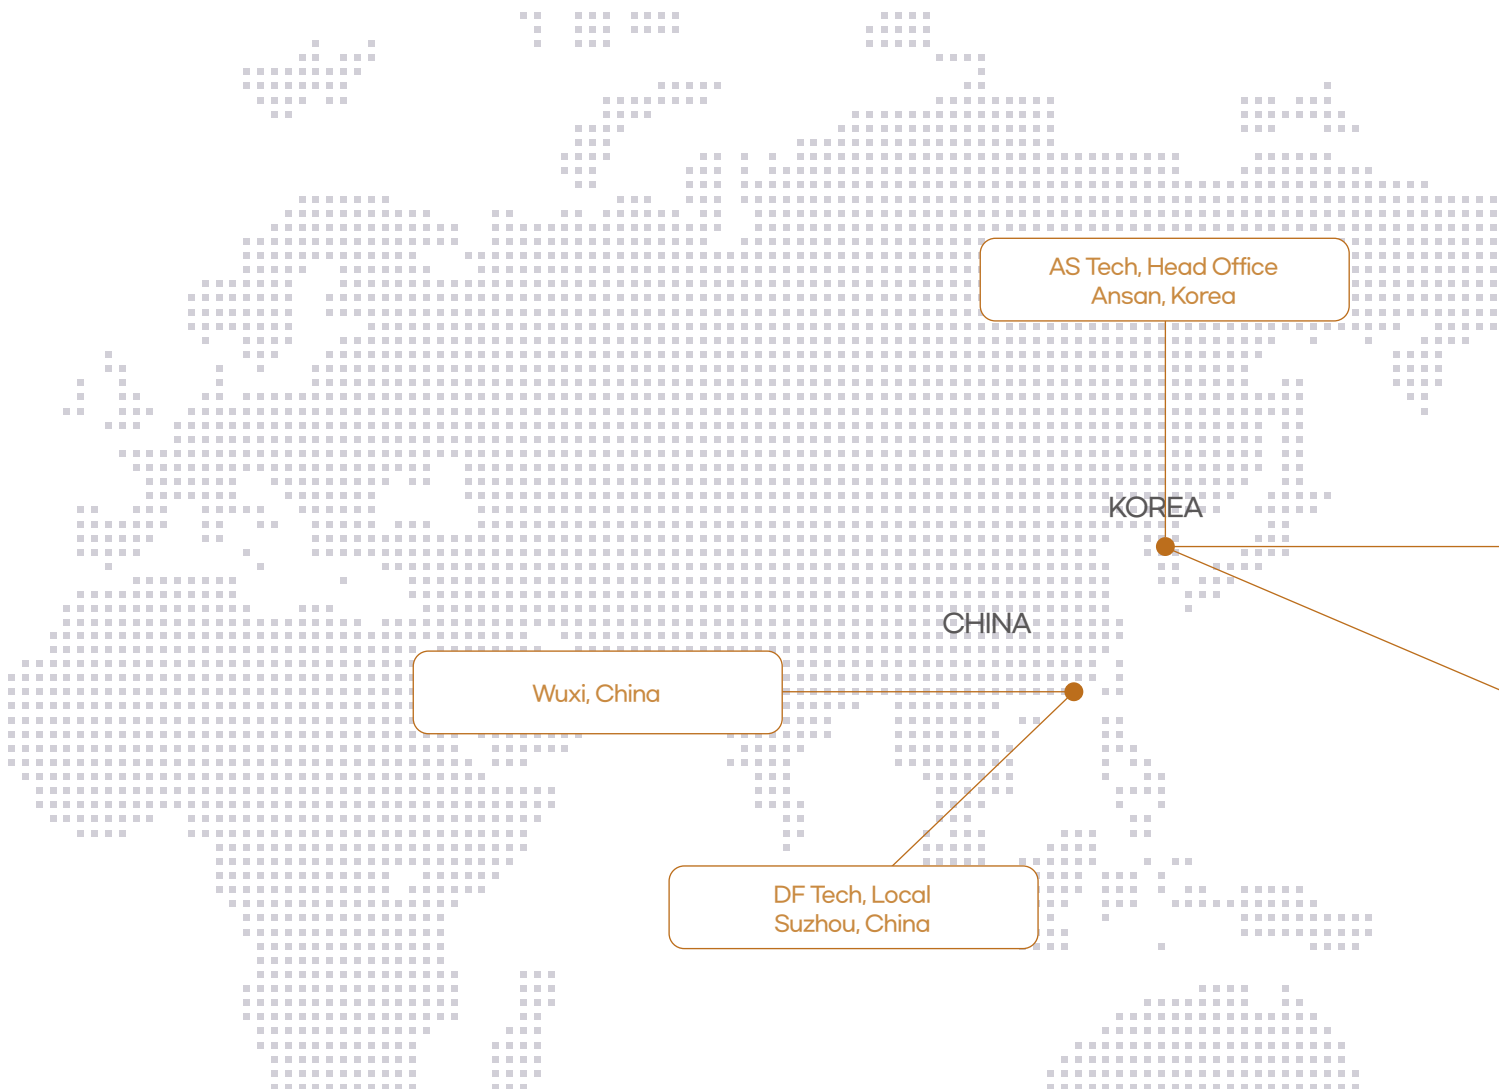 AS Tech, Head Office
Ansan, Korea
KOREA
CHINA
Wuxi, China
DF Tech, Local
Suzhou, China